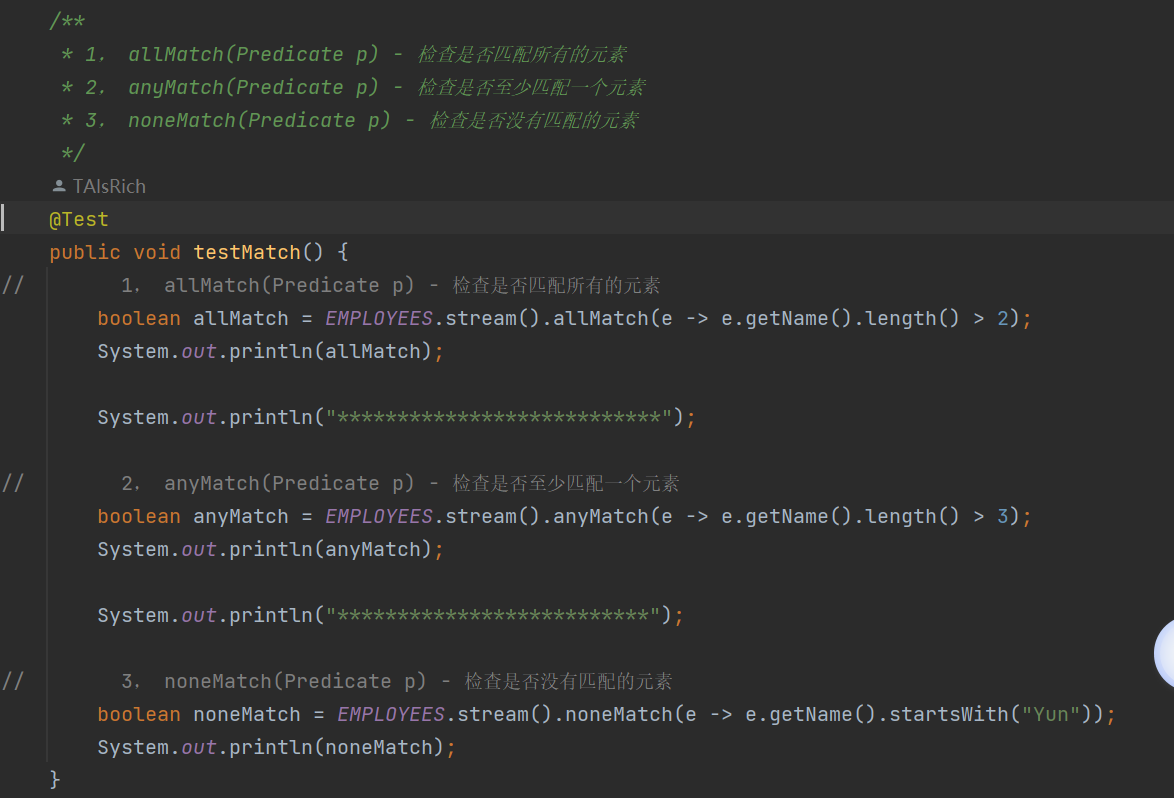 /**
 * 1， allMatch(Predicate p) - 检查是否匹配所有的元素
 * 2， anyMatch(Predicate p) - 检查是否至少匹配一个元素
 * 3， noneMatch(Predicate p) - 检查是否没有匹配的元素
 */
TAIsRich
@Test
public void testMatch() {
//        1， allMatch(Predicate p) - 检查是否匹配所有的元素
    boolean allMatch = EMPLOYEES.stream().allMatch(e -> e.getName().length() > 2);
    System.out.println(allMatch);
    System.out.println("***************************");
//        2， anyMatch(Predicate p) - 检查是否至少匹配一个元素
    boolean anyMatch = EMPLOYEES.stream().anyMatch(e -> e.getName().length() > 3);
    System.out.println(anyMatch);
    System.out.println("**************************");
//        3， noneMatch(Predicate p) - 检查是否没有匹配的元素
    boolean noneMatch = EMPLOYEES.stream().noneMatch(e -> e.getName().startsWith("Yun"));
    System.out.println(noneMatch);
}